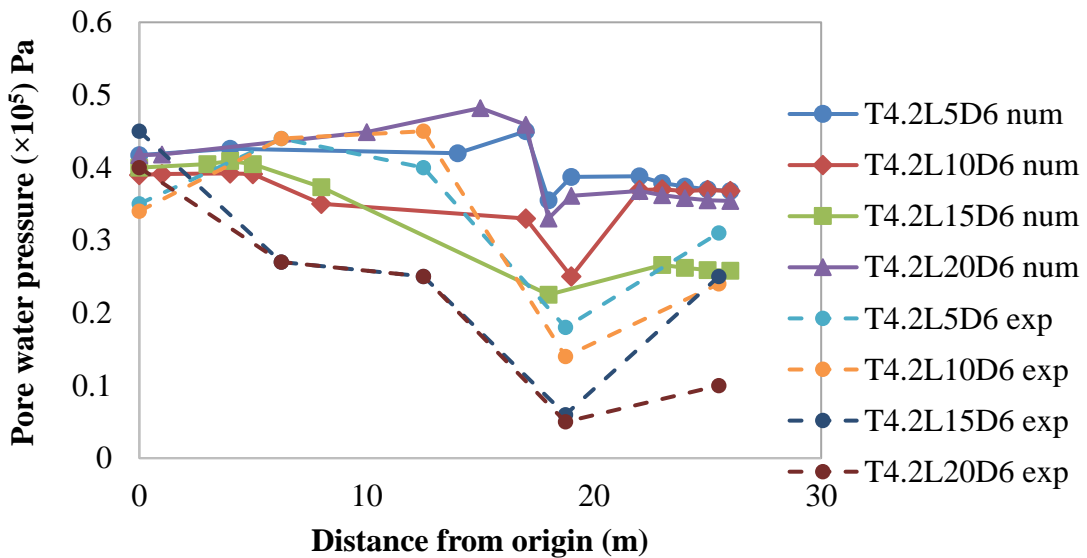 Pore water pressure (×10⁵) Pa
0.6
0.5
0.4
0.3
0.2
0.1
0
0 10 20 30
Distance from origin (m)
T4.2L5D6 num
T4.2L10D6 num
T4.2L15D6 num
T4.2L20D6 num
T4.2L5D6 exp
T4.2L10D6 exp
T4.2L15D6 exp
T4.2L20D6 exp